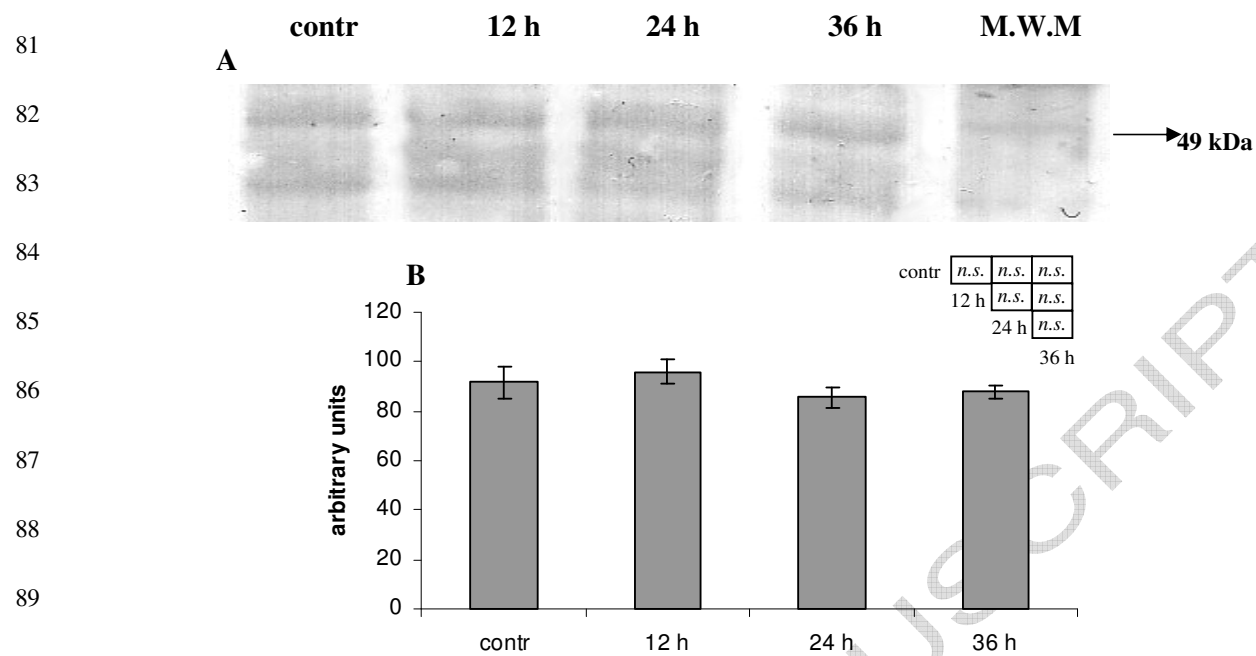 contr 12 h 24 h 36 h M.W.M
81
A
82
49 kDa
83
84
B
contr n.s. n.s. n.s.
12 h n.s. n.s.
24 h n.s.
36 h
85
86
87
88
89
arbitrary units
120
100
80
60
40
20
0
contr 12 h 24 h 36 h
USCRIPT